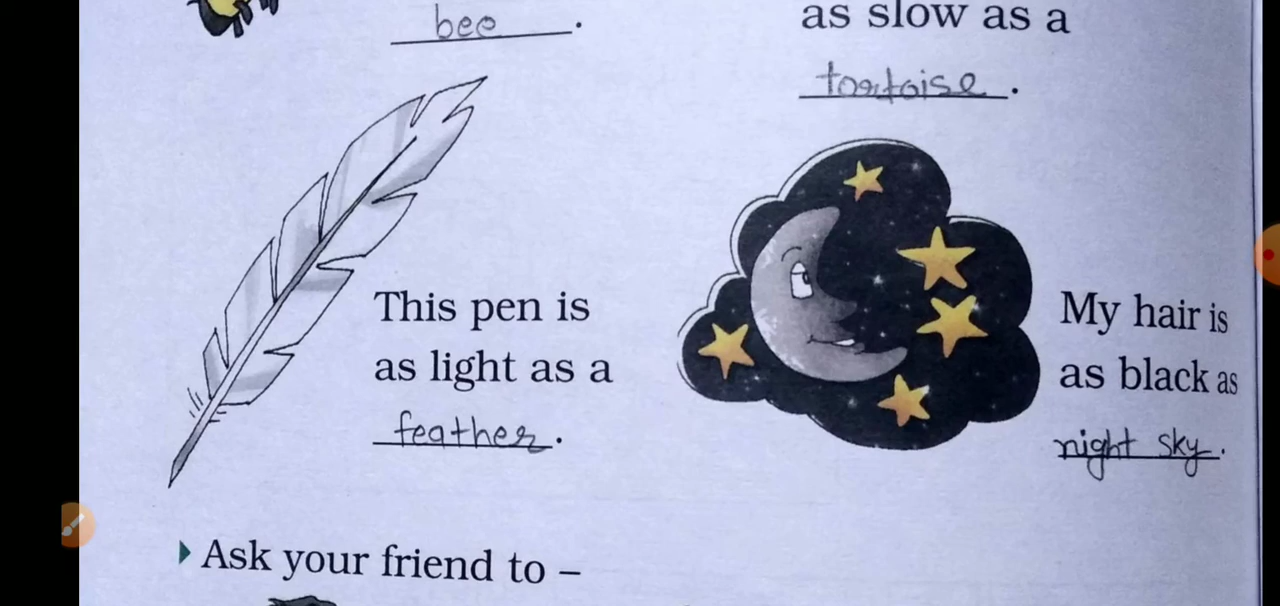 bee.
as slow as a
tortoise.
This pen is
as light as a
feather.
My hair is
as black as
night sky.
▸ Ask your friend to –